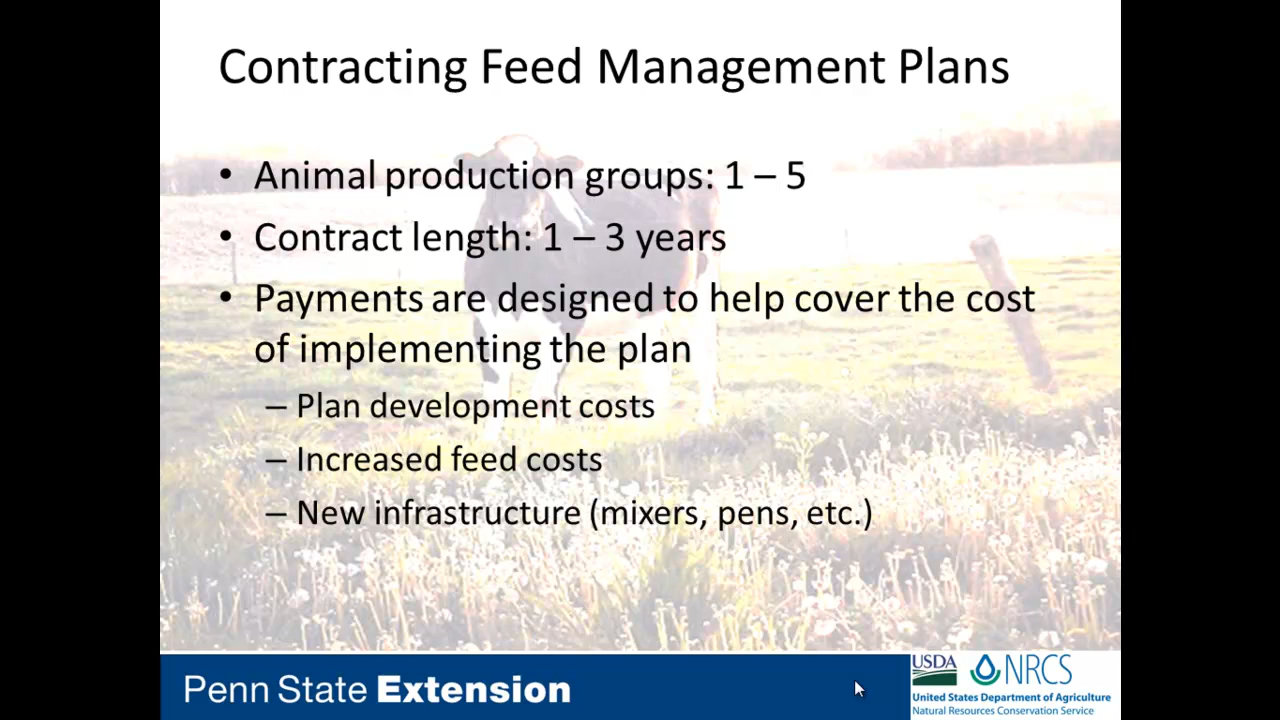 Contracting Feed Management Plans
• Animal production groups: 1 – 5
• Contract length: 1 – 3 years
• Payments are designed to help cover the cost
of implementing the plan
– Plan development costs
– Increased feed costs
– New infrastructure (mixers, pens, etc.)
Penn State Extension
USDA NRCS
United States Department of Agriculture
Natural Resources Conservation Service